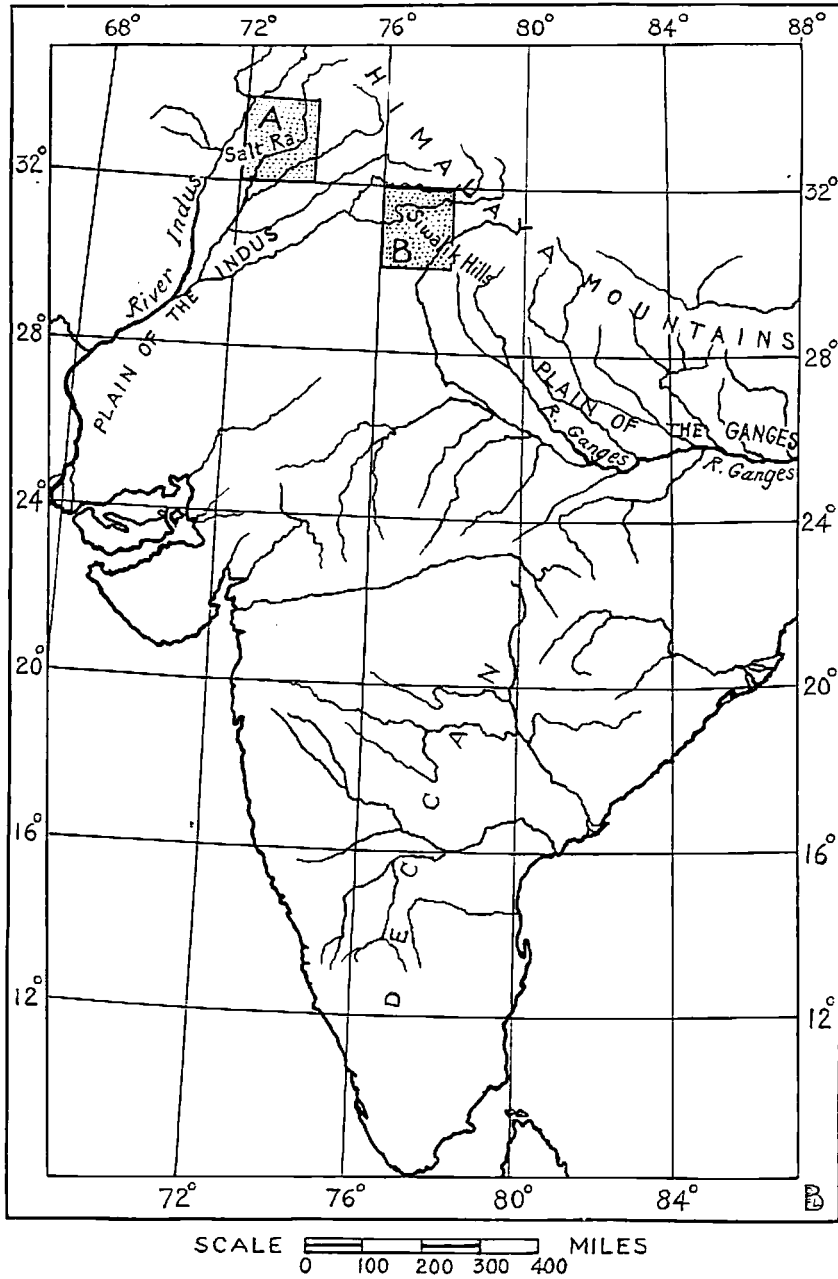 68° 72° 76° 80° 84° 88°
HIMALAYA MOUNTAINS
A
Salt Ra.
32° 32°
Indus
Siwalik Hills
B
River
PLAIN OF THE INDUS
28° 28°
PLAIN OF THE GANGES
R. Ganges
R. Ganges
24° 24°
20° 20°
DECCAN
16° 16°
12° 12°
72° 76° 80° 84°
SCALE MILES
0 100 200 300 400